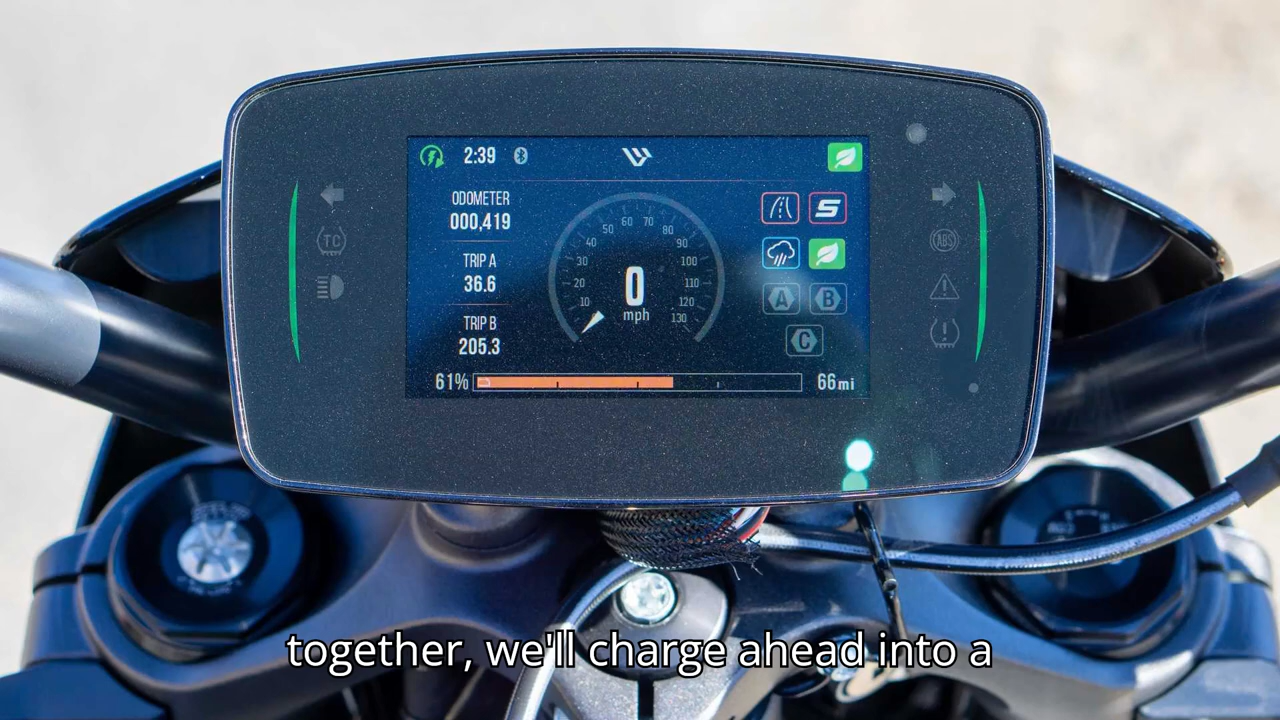 2:39
ODOMETER
000,419
TRIP A
36.6
TRIP B
205.3
10
20
30
40
50
60
70
80
90
100
110
120
130
0
mph
S
A
B
C
61%
66mi
TC
ABS
together, we'll charge ahead into a